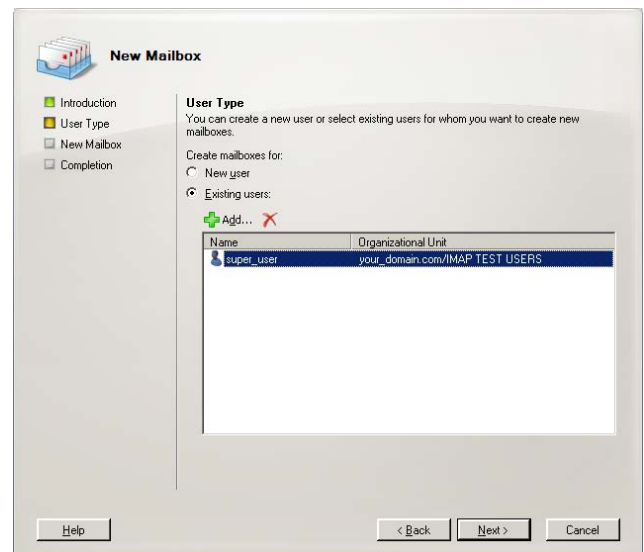 New Mailbox
Introduction
User Type
New Mailbox
Completion
User Type
You can create a new user or select existing users for whom you want to create new
mailboxes.
Create mailboxes for:
New user
Existing users:
Add...
Name Organizational Unit
super_user your_domain.com/IMAP TEST USERS
Help < Back Next > Cancel